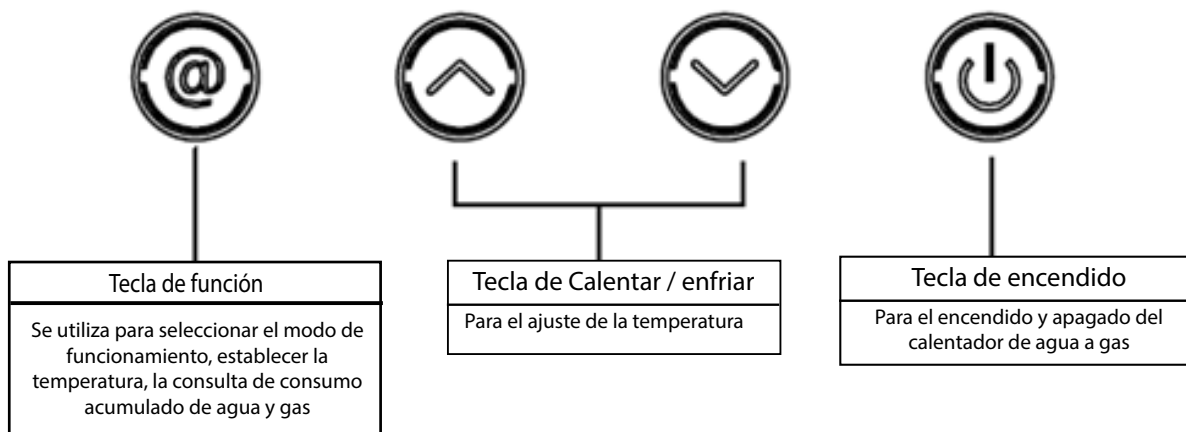 @
Tecla de función
Se utiliza para seleccionar el modo de
funcionamiento, establecer la
temperatura, la consulta de consumo
acumulado de agua y gas
Tecla de Calentar / enfriar
Para el ajuste de la temperatura
Tecla de encendido
Para el encendido y apagado del
calentador de agua a gas